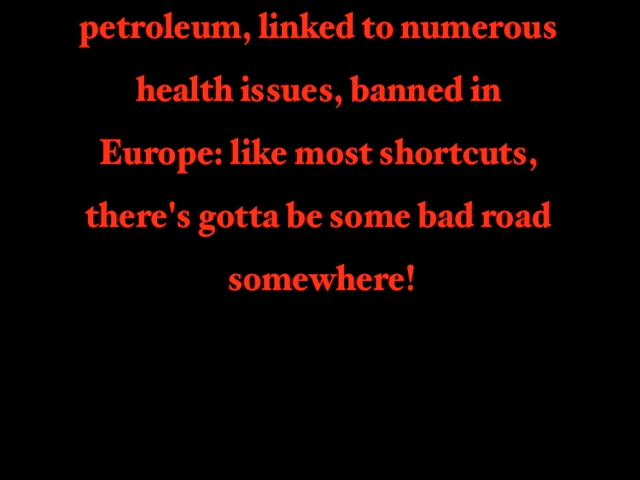 petroleum, linked to numerous
health issues, banned in
Europe: like most shortcuts,
there's gotta be some bad road
somewhere!